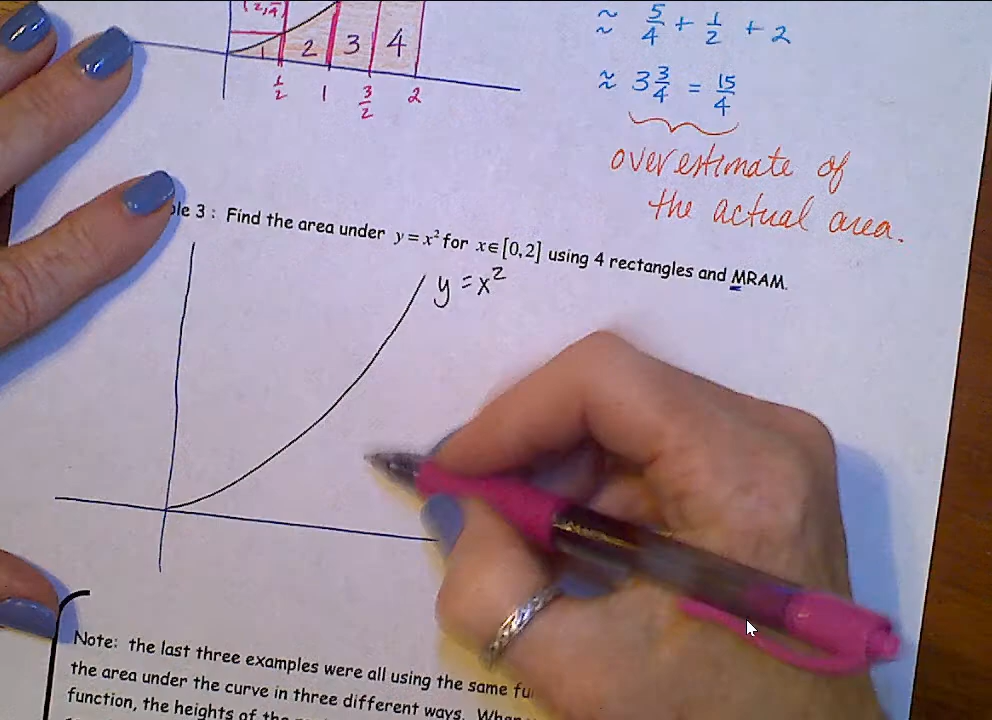 ≈ 5/4 + 1/2 + 2
1 2 3 4
≈ 3 3/4 = 15/4
1/2 1 3/2 2
overestimate of
the actual area.
3 : Find the area under y = x² for x ∈ [0,2] using 4 rectangles and MRAM.
y = x²
Note: the last three examples were all using the same
the area under the curve in three different ways.
function, the heights of the